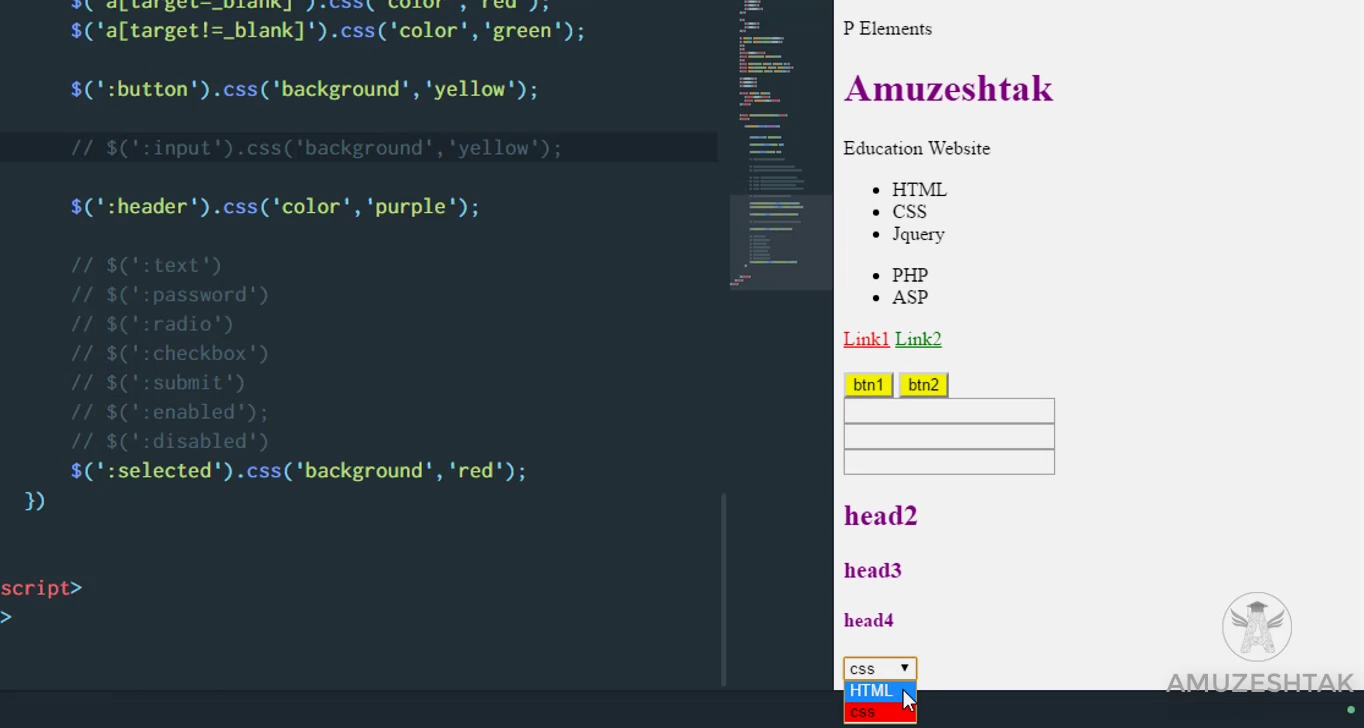 $('a[target=_blank]').css('color','red');
$('a[target!=_blank]').css('color','green');
$(':button').css('background','yellow');
// $(':input').css('background','yellow');
$(':header').css('color','purple');
// $(':text')
// $(':password')
// $(':radio')
// $(':checkbox')
// $(':submit')
// $(':enabled');
// $(':disabled')
$(':selected').css('background','red');
})
script>
>
P Elements
Amuzeshtak
Education Website
HTML
CSS
Jquery
PHP
ASP
Link1 Link2
btn1 btn2
head2
head3
head4
css
HTML
css
AMUZESHTAK